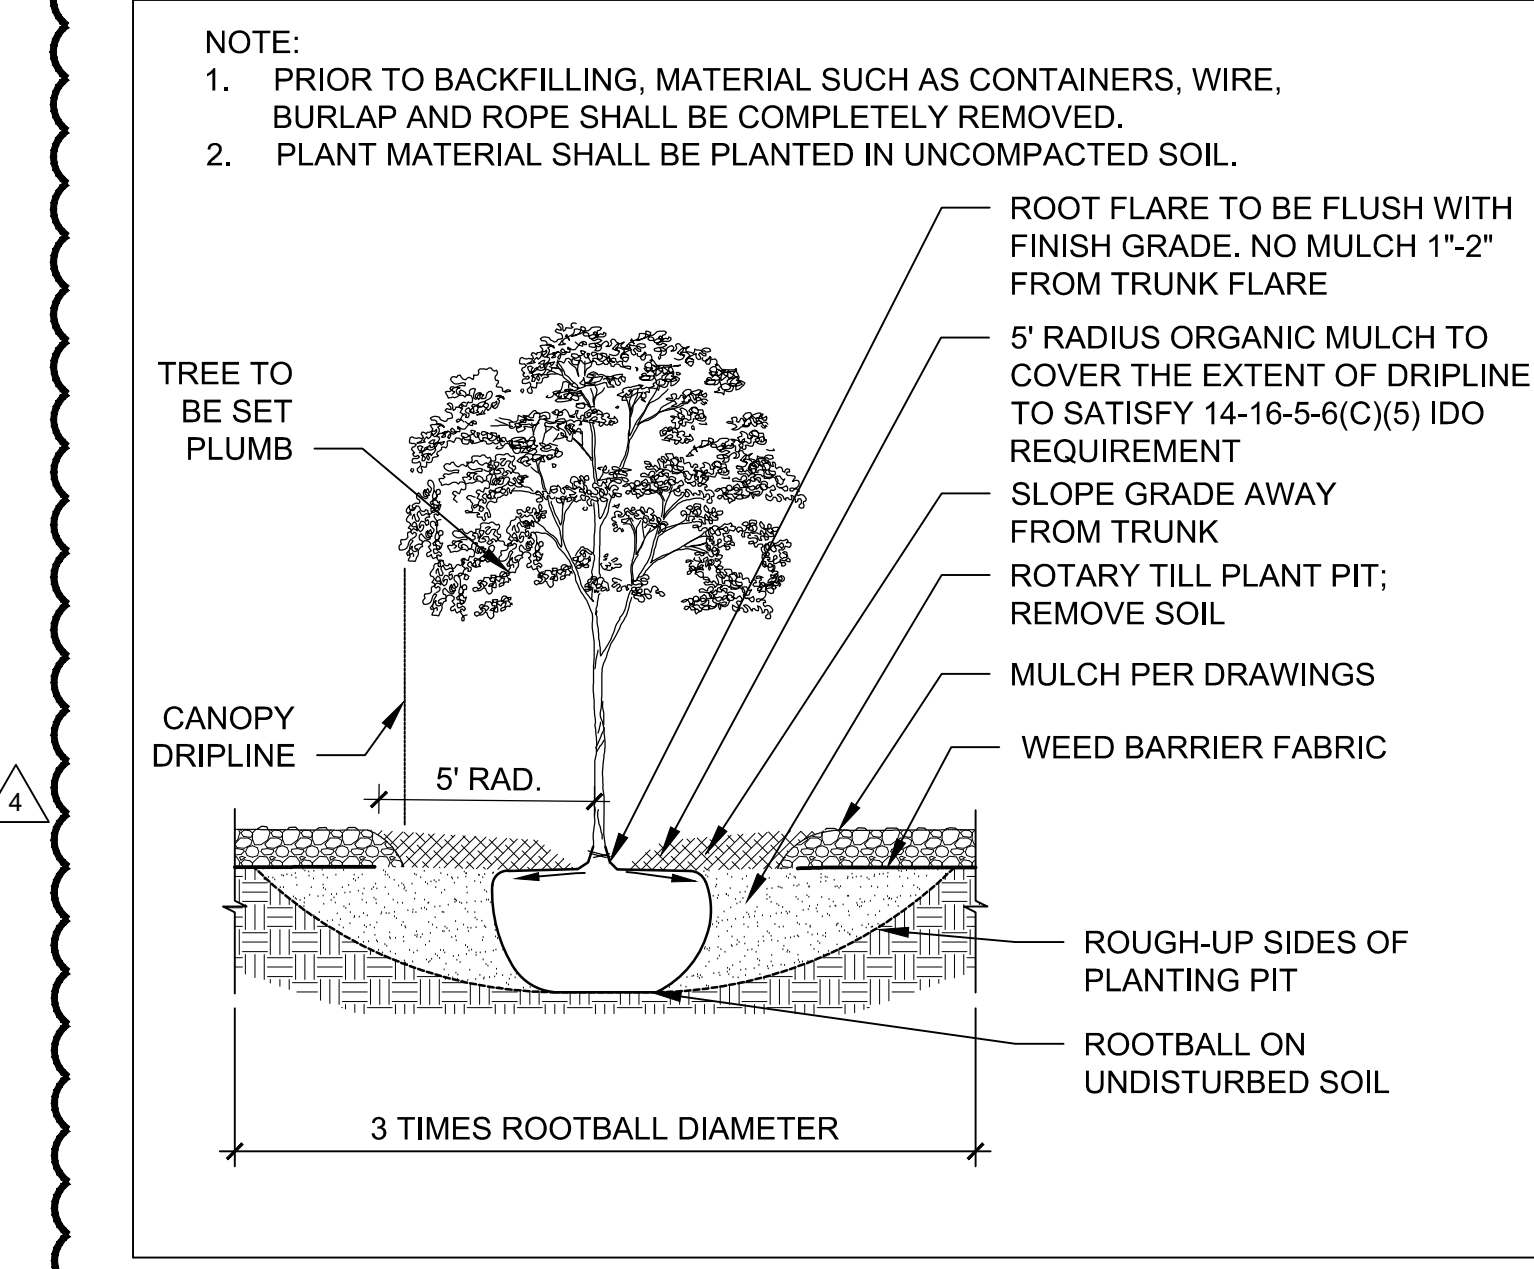 NOTE:
1. PRIOR TO BACKFILLING, MATERIAL SUCH AS CONTAINERS, WIRE,
BURLAP AND ROPE SHALL BE COMPLETELY REMOVED.
2. PLANT MATERIAL SHALL BE PLANTED IN UNCOMPACTED SOIL.
ROOT FLARE TO BE FLUSH WITH
FINISH GRADE. NO MULCH 1"-2"
FROM TRUNK FLARE
5' RADIUS ORGANIC MULCH TO
COVER THE EXTENT OF DRIPLINE
TO SATISFY 14-16-5-6(C)(5) IDO
REQUIREMENT
SLOPE GRADE AWAY
FROM TRUNK
ROTARY TILL PLANT PIT;
REMOVE SOIL
MULCH PER DRAWINGS
WEED BARRIER FABRIC
ROUGH-UP SIDES OF
PLANTING PIT
ROOTBALL ON
UNDISTURBED SOIL
TREE TO
BE SET
PLUMB
CANOPY
DRIPLINE
5' RAD.
4
3 TIMES ROOTBALL DIAMETER